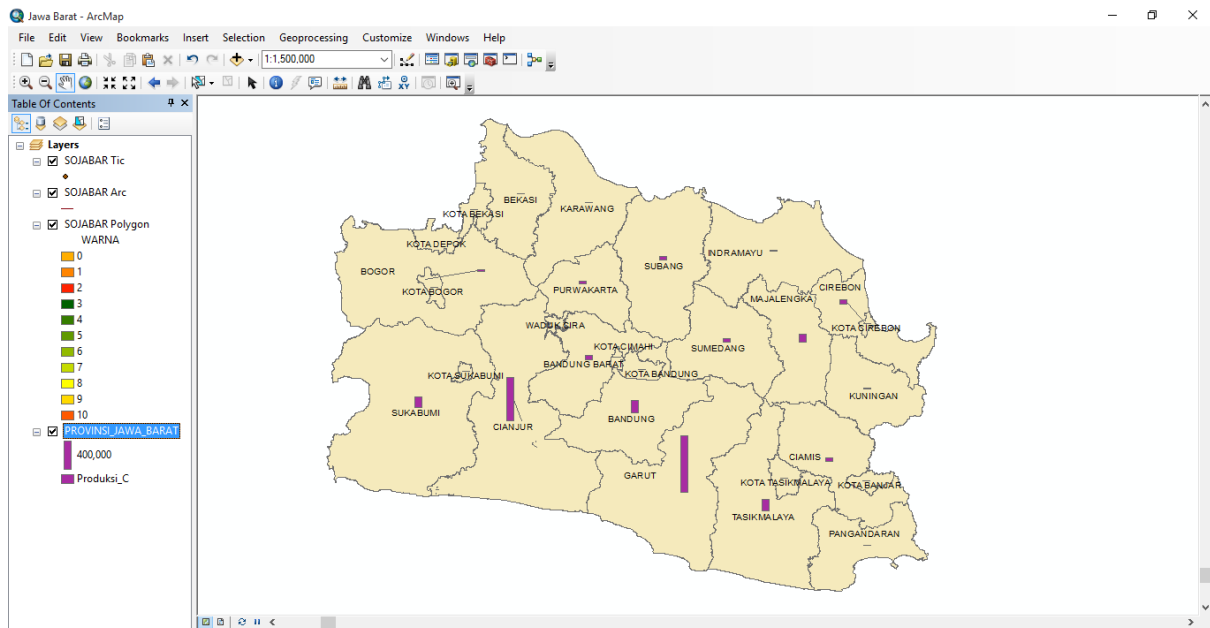 Jawa Barat - ArcMap
File Edit View Bookmarks Insert Selection Geoprocessing Customize Windows Help
1:1,500,000
Table Of Contents
Layers
SOJABAR Tic
SOJABAR Arc
SOJABAR Polygon
WARNA
0
1
2
3
4
5
6
7
8
9
10
PROVINSI_JAWA_BARAT
400,000
Produksi_C
BEKASI
KARAWANG
KOTA BEKASI
KOTA DEPOK
INDRAMAYU
SUBANG
BOGOR
CIREBON
KOTA BOGOR
PURWAKARTA
MAJALENGKA
WADUK CIRA
KOTA CIREBON
KOTA CIMAHI
SUMEDANG
BANDUNG BARAT
KOTA BANDUNG
KOTA SUKABUMI
KUNINGAN
SUKABUMI
BANDUNG
CIANJUR
CIAMIS
GARUT
KOTA TASIKMALAYA
KOTA BANJAR
TASIKMALAYA
PANGANDARAN